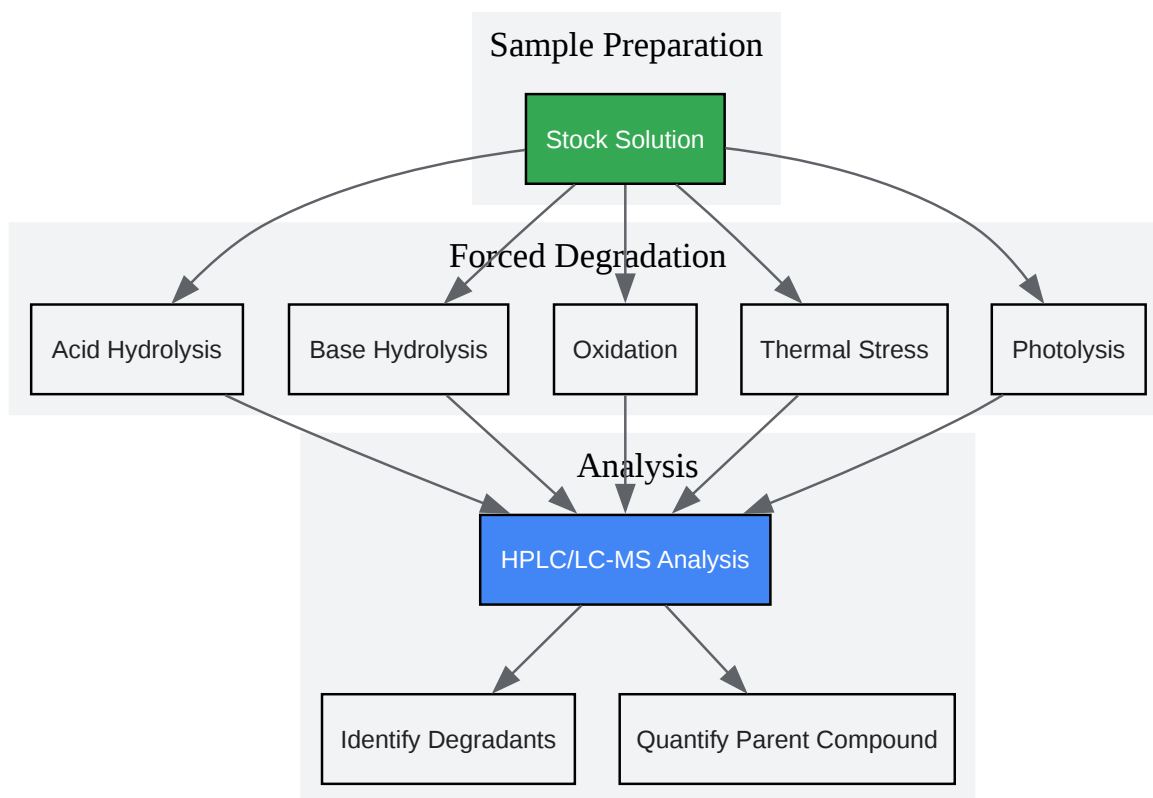 Sample Preparation
Stock Solution
Forced Degradation
Acid Hydrolysis
Base Hydrolysis
Oxidation
Thermal Stress
Photolysis
Analysis
HPLC/LC-MS Analysis
Identify Degradants
Quantify Parent Compound